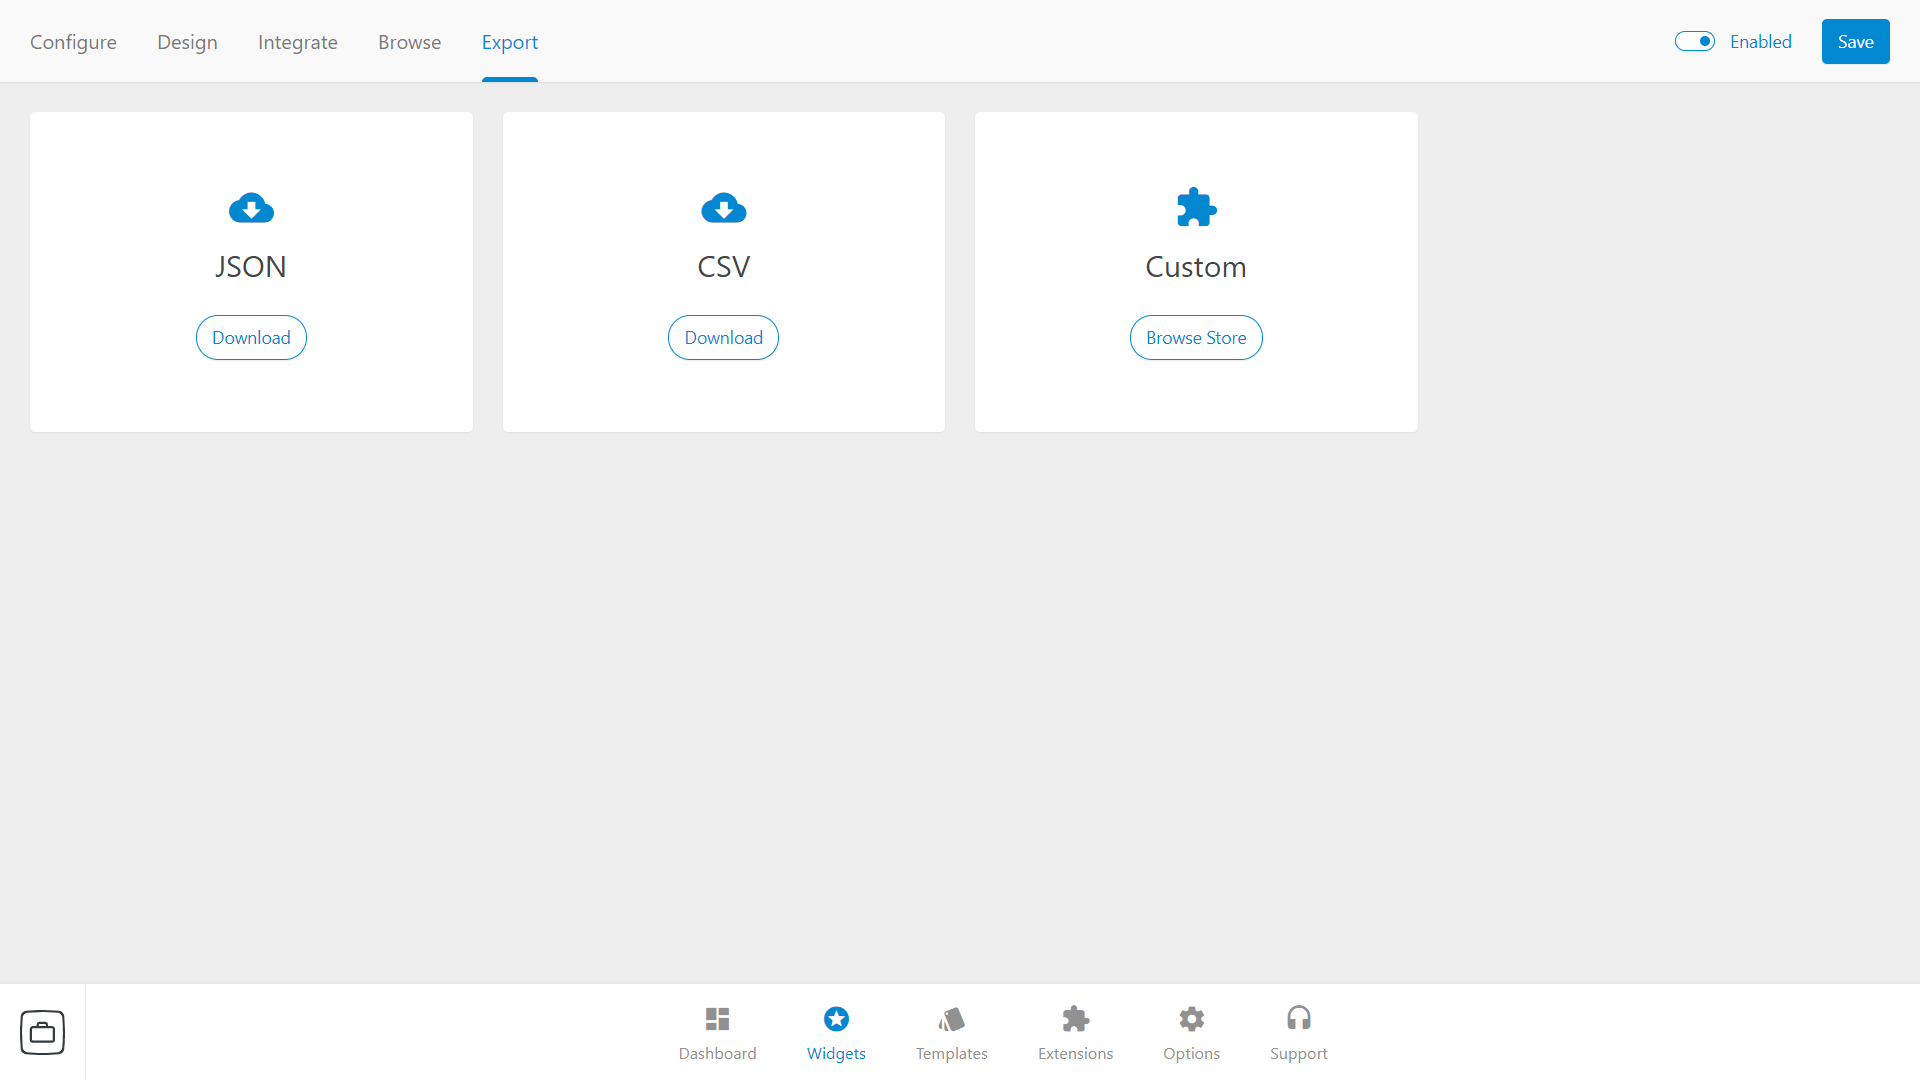 Configure Design Integrate Browse Export Enabled Save
JSON CSV Custom
Download Download Browse Store
Dashboard Widgets Templates Extensions Options Support